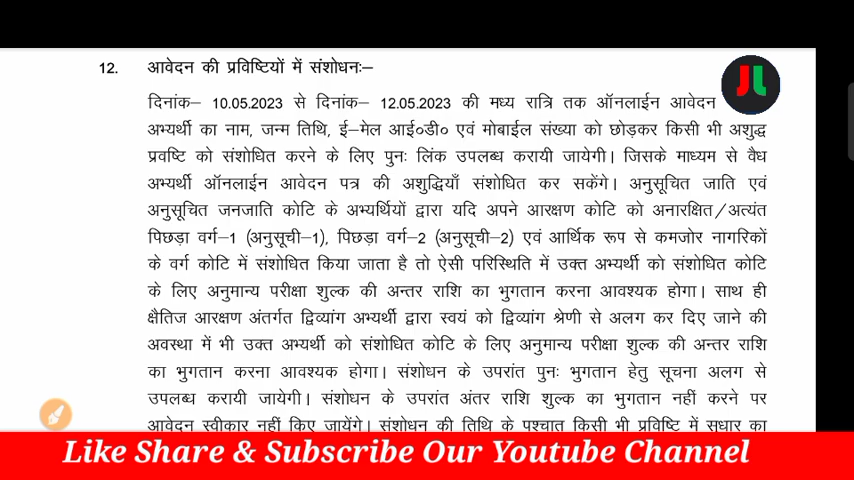 12. आवेदन की प्रविष्टियों में संशोधनः–
दिनांक– 10.05.2023 से दिनांक– 12.05.2023 की मध्य रात्रि तक ऑनलाईन आवेदन
अभ्यर्थी का नाम, जन्म तिथि, ई–मेल आई०डी० एवं मोबाईल संख्या को छोड़कर किसी भी अशुद्ध
प्रवष्टि को संशोधित करने के लिए पुनः लिंक उपलब्ध करायी जायेगी। जिसके माध्यम से वैध
अभ्यर्थी ऑनलाईन आवेदन पत्र की अशुद्धियाँ संशोधित कर सकेंगे। अनुसूचित जाति एवं
अनुसूचित जनजाति कोटि के अभ्यर्थियों द्वारा यदि अपने आरक्षण कोटि को अनारक्षित/अत्यंत
पिछड़ा वर्ग–1 (अनुसूची–1), पिछड़ा वर्ग–2 (अनुसूची–2) एवं आर्थिक रूप से कमजोर नागरिकों
के वर्ग कोटि में संशोधित किया जाता है तो ऐसी परिस्थिति में उक्त अभ्यर्थी को संशोधित कोटि
के लिए अनुमान्य परीक्षा शुल्क की अन्तर राशि का भुगतान करना आवश्यक होगा। साथ ही
क्षैतिज आरक्षण अंतर्गत द्विव्यांग अभ्यर्थी द्वारा स्वयं को द्विव्यांग श्रेणी से अलग कर दिए जाने की
अवस्था में भी उक्त अभ्यर्थी को संशोधित कोटि के लिए अनुमान्य परीक्षा शुल्क की अन्तर राशि
का भुगतान करना आवश्यक होगा। संशोधन के उपरांत पुनः भुगतान हेतु सूचना अलग से
उपलब्ध करायी जायेगी। संशोधन के उपरांत अंतर राशि शुल्क का भुगतान नहीं करने पर
आवेदन स्वीकार नहीं किए जायेंगे। संशोधन की तिथि के पश्चात किसी भी प्रविष्टि में सुधार का
Like Share & Subscribe Our Youtube Channel